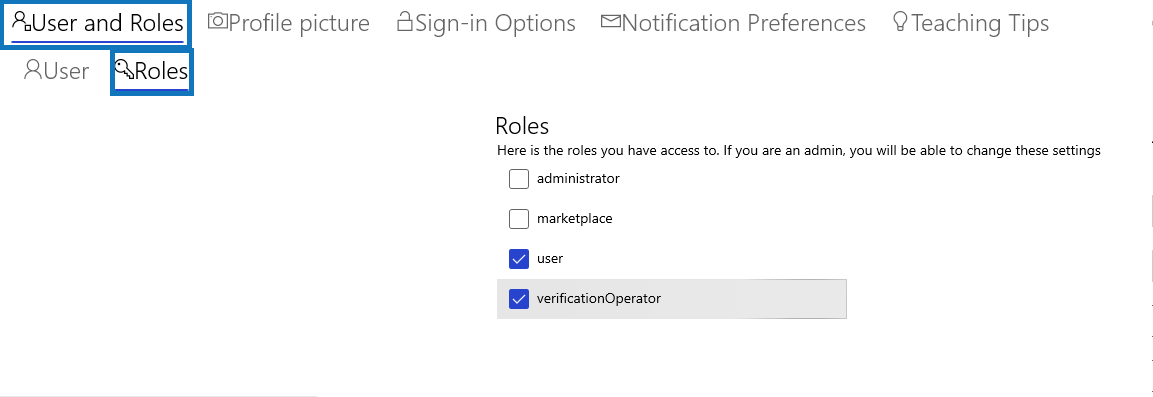 User and Roles Profile picture Sign-in Options Notification Preferences Teaching Tips
User Roles
Roles
Here is the roles you have access to. If you are an admin, you will be able to change these settings
administrator
marketplace
user
verificationOperator